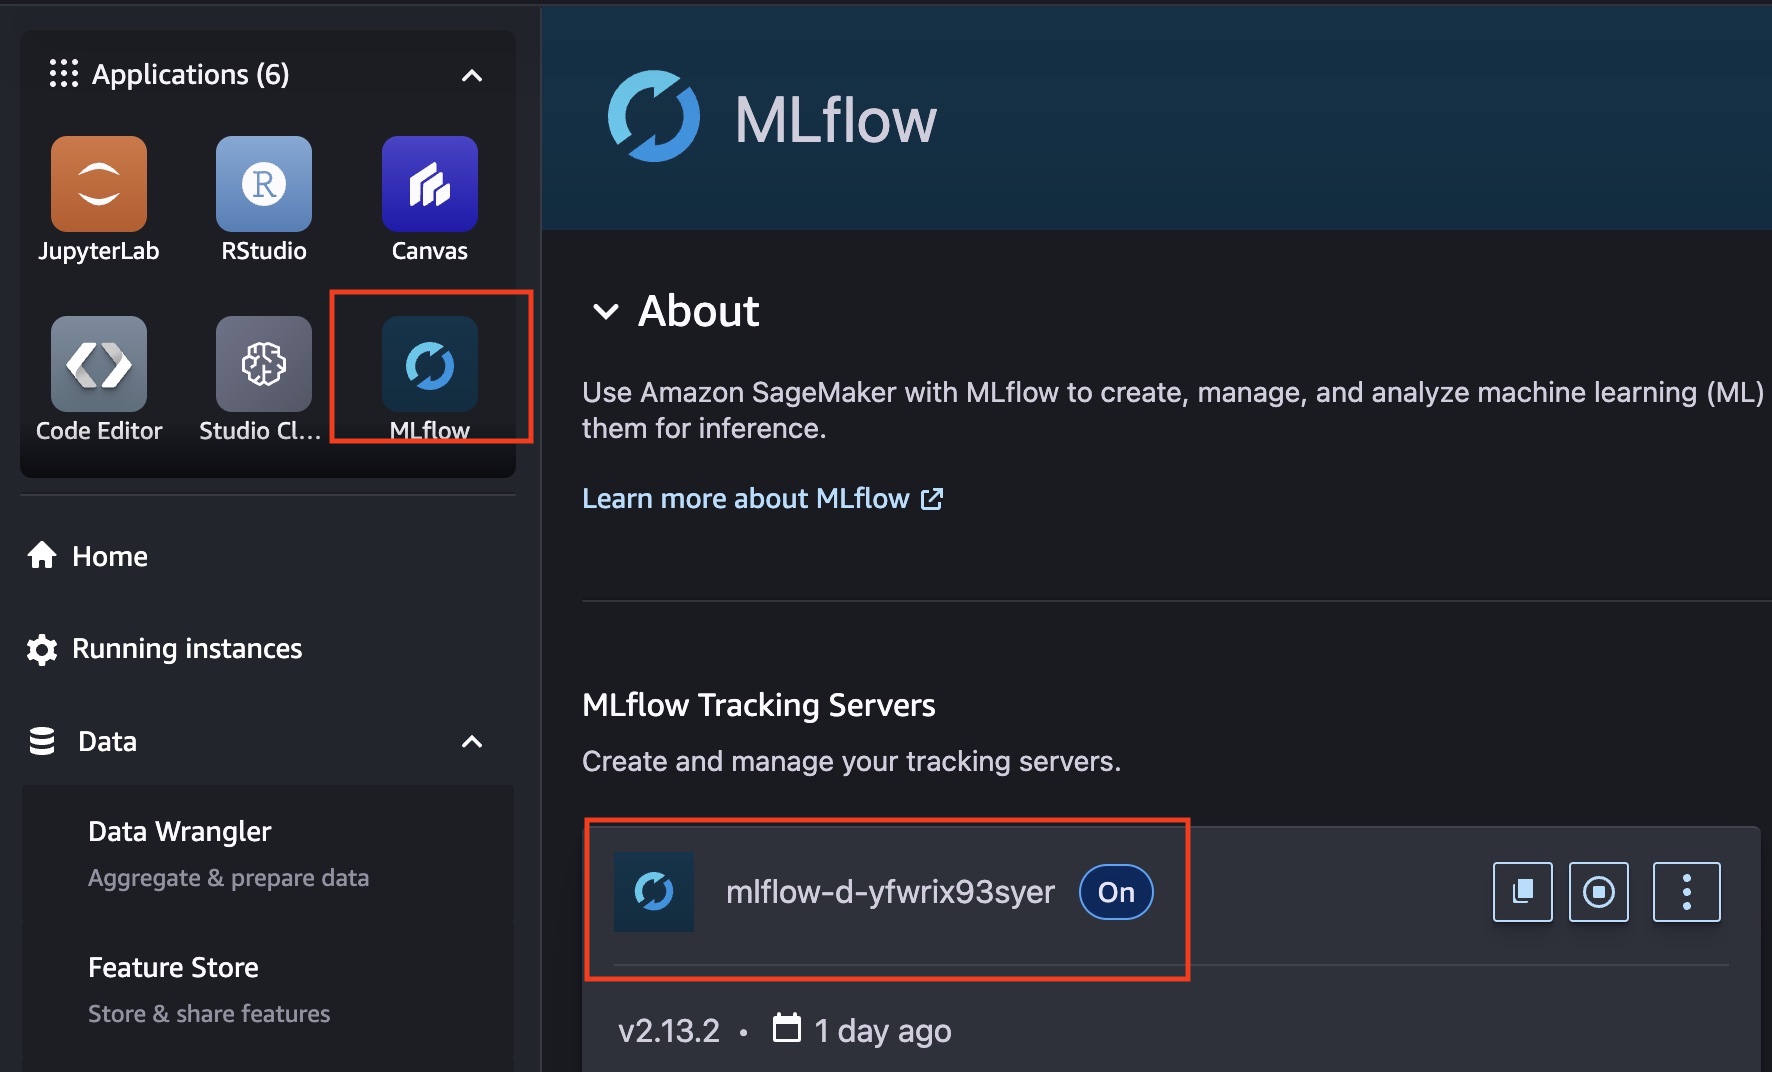 Applications (6)
JupyterLab
RStudio
Canvas
Code Editor
Studio Cl...
MLflow
Home
Running instances
Data
Data Wrangler
Aggregate & prepare data
Feature Store
Store & share features
MLflow
About
Use Amazon SageMaker with MLflow to create, manage, and analyze machine learning (ML)
them for inference.
Learn more about MLflow
MLflow Tracking Servers
Create and manage your tracking servers.
mlflow-d-yfwrix93syer On
v2.13.2 • 1 day ago